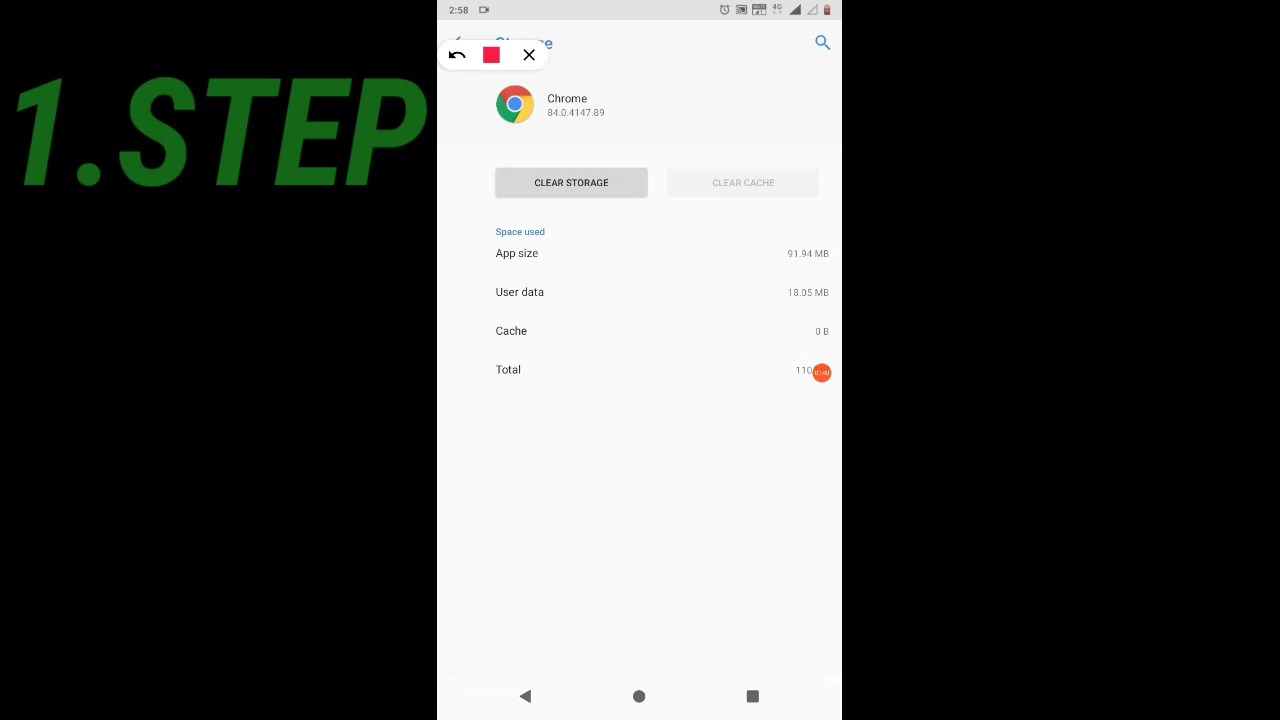 1.STEP
2:58
4G
Storage
Chrome
84.0.4147.89
CLEAR STORAGE
CLEAR CACHE
Space used
App size
91.94 MB
User data
18.05 MB
Cache
0 B
Total
110